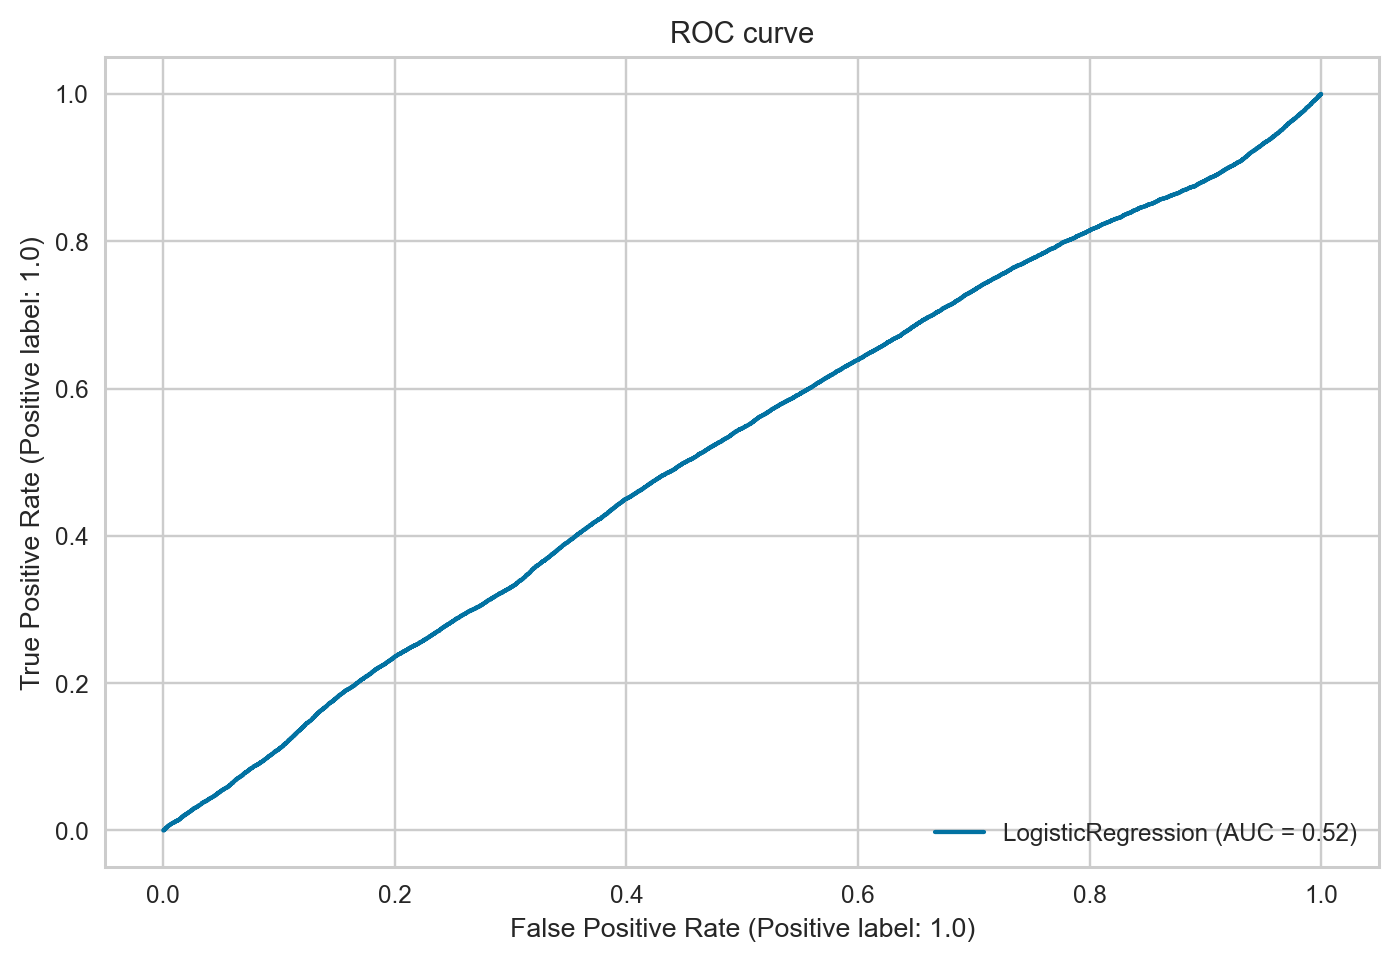 ROC curve
True Positive Rate (Positive label: 1.0)
1.0
0.8
0.6
0.4
0.2
0.0
LogisticRegression (AUC = 0.52)
0.0 0.2 0.4 0.6 0.8 1.0
False Positive Rate (Positive label: 1.0)